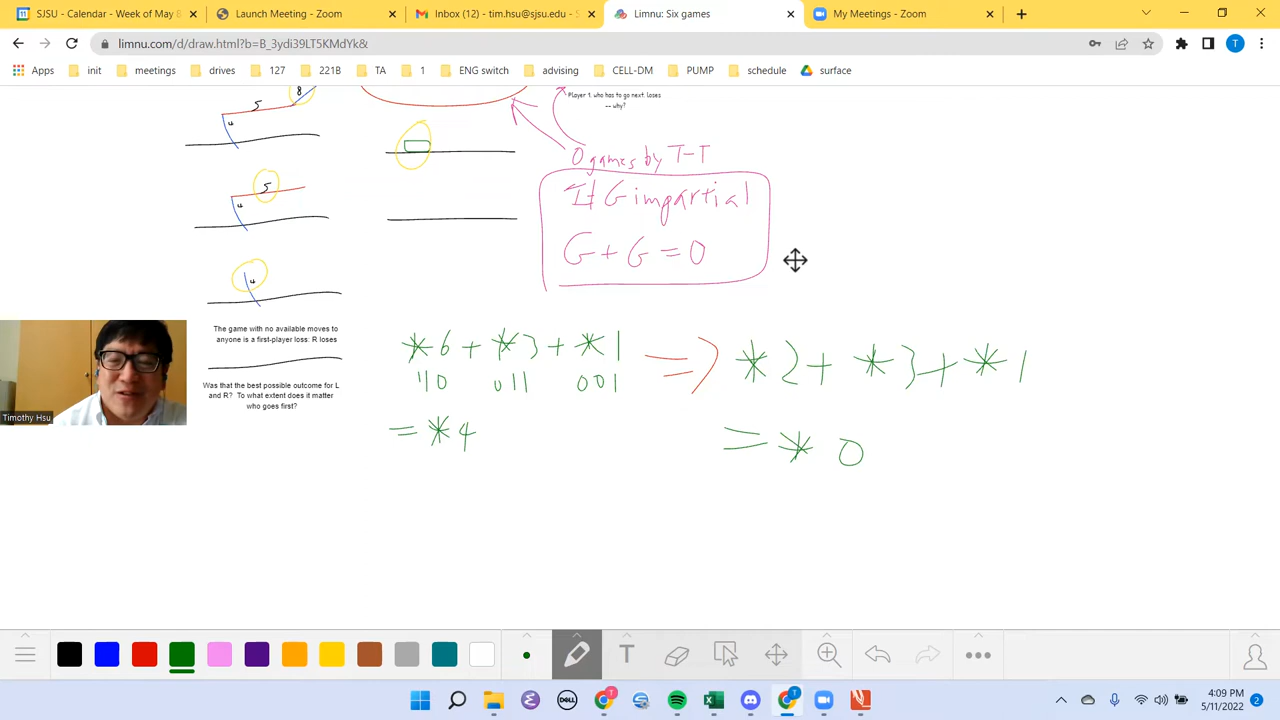 SJSU - Calendar - Week of May 8
Launch Meeting - Zoom
Inbox (12) - tim.hsu@sjsu.edu - S
Limnu: Six games
My Meetings - Zoom
limnu.com/d/draw.html?b=B_3ydi39LT5KMdYk&
T
Apps
init
meetings
drives
127
221B
TA
1
ENG switch
advising
CELL-DM
PUMP
schedule
surface
8
5
4
Player 1, who has to go next, loses
-- why?
0 games by T-T
If G impartial
G + G = 0
5
4
4
The game with no available moves to
anyone is a first-player loss: R loses
Was that the best possible outcome for L
and R? To what extent does it matter
who goes first?
Timothy Hsu
*6 + *3 + *1 => *2 + *3 + *1
110 011 001
= *4
= * 0
T
4:09 PM
5/11/2022
2